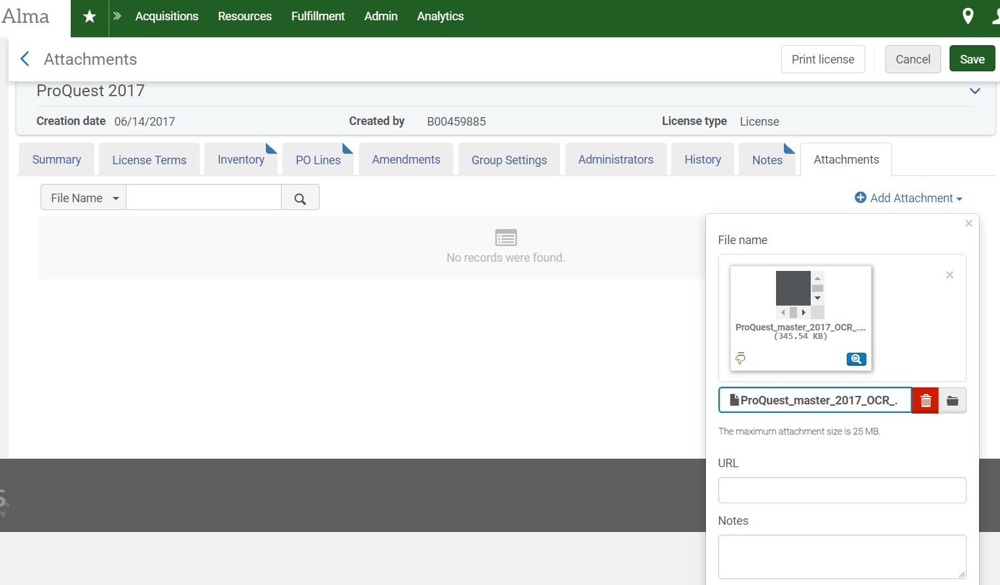 Alma
Acquisitions Resources Fulfillment Admin Analytics
Attachments
Print license Cancel Save
ProQuest 2017
Creation date 06/14/2017 Created by B00459885 License type License
Summary License Terms Inventory PO Lines Amendments Group Settings Administrators History Notes Attachments
File Name Add Attachment
No records were found.
File name
ProQuest_master_2017_OCR_....
(345.54 KB)
ProQuest_master_2017_OCR_.
The maximum attachment size is 25 MB.
URL
Notes